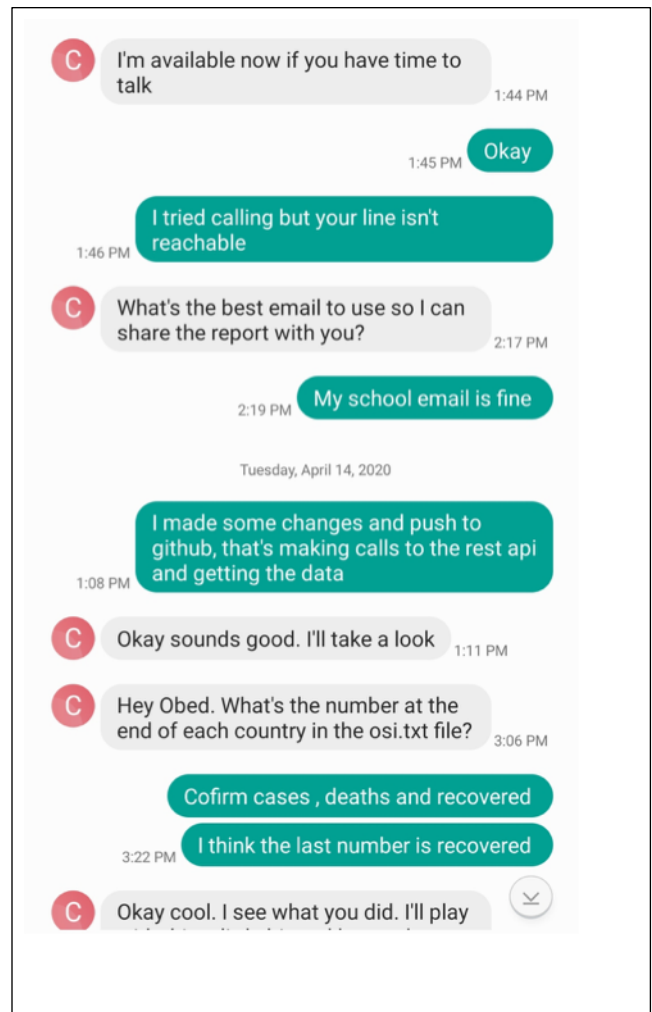 C
I'm available now if you have time to
talk
1:44 PM
Okay
1:45 PM
I tried calling but your line isn't
reachable
1:46 PM
C
What's the best email to use so I can
share the report with you?
2:17 PM
My school email is fine
2:19 PM
Tuesday, April 14, 2020
I made some changes and push to
github, that's making calls to the rest api
and getting the data
1:08 PM
C
Okay sounds good. I'll take a look
1:11 PM
C
Hey Obed. What's the number at the
end of each country in the osi.txt file?
3:06 PM
Cofirm cases , deaths and recovered
I think the last number is recovered
3:22 PM
C
Okay cool. I see what you did. I'll play